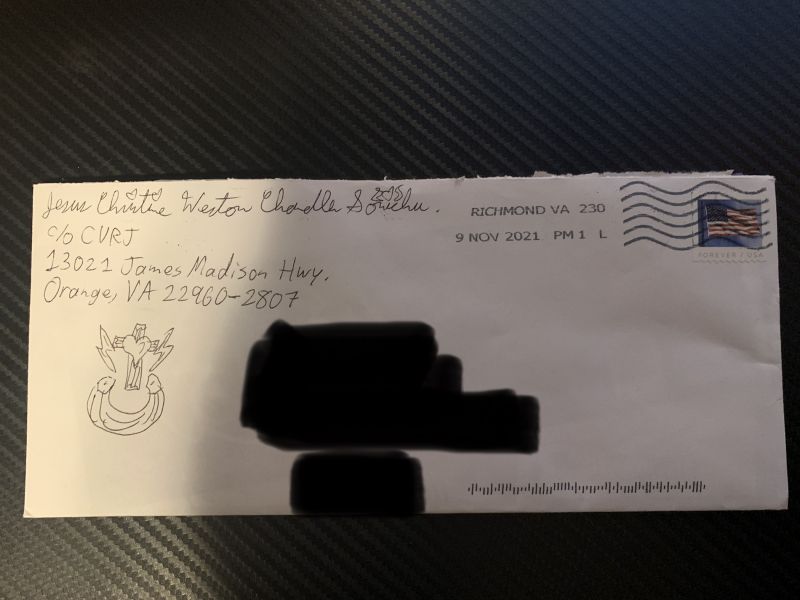 Jesus Christine Weston Chandler Sonichu.
c/o CVRJ
13021 James Madison Hwy.
Orange, VA 22960-2807
RICHMOND VA 230
9 NOV 2021 PM 1 L
FOREVER / USA